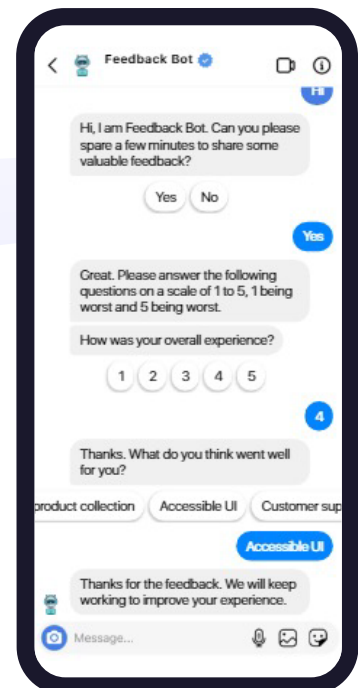 Feedback Bot
Hi
Hi, I am Feedback Bot. Can you please
spare a few minutes to share some
valuable feedback?
Yes No
Yes
Great. Please answer the following
questions on a scale of 1 to 5, 1 being
worst and 5 being worst.
How was your overall experience?
1 2 3 4 5
4
Thanks. What do you think went well
for you?
product collection Accessible UI Customer sup
Accessible UI
Thanks for the feedback. We will keep
working to improve your experience.
Message...